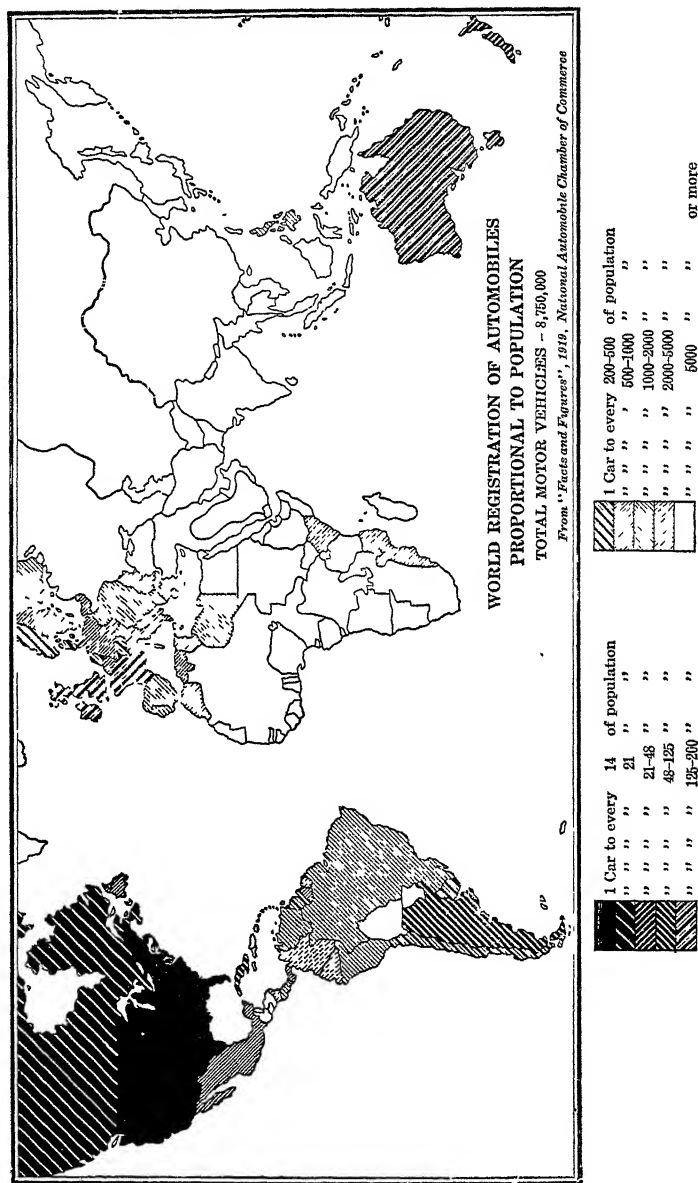 WORLD REGISTRATION OF AUTOMOBILES
PROPORTIONAL TO POPULATION
TOTAL MOTOR VEHICLES - 8,750,000
From "Facts and Figures", 1919, National Automobile Chamber of Commerce
1 Car to every 14 of population
„ „ „ „ 21 „ „
„ „ „ „ 21-48 „ „
„ „ „ „ 48-125 „ „
„ „ „ „ 125-200 „ „
1 Car to every 200-500 of population
„ „ „ „ 500-1000 „ „
„ „ „ „ 1000-2000 „ „
„ „ „ „ 2000-5000 „ „
„ „ „ „ 5000 „ or more